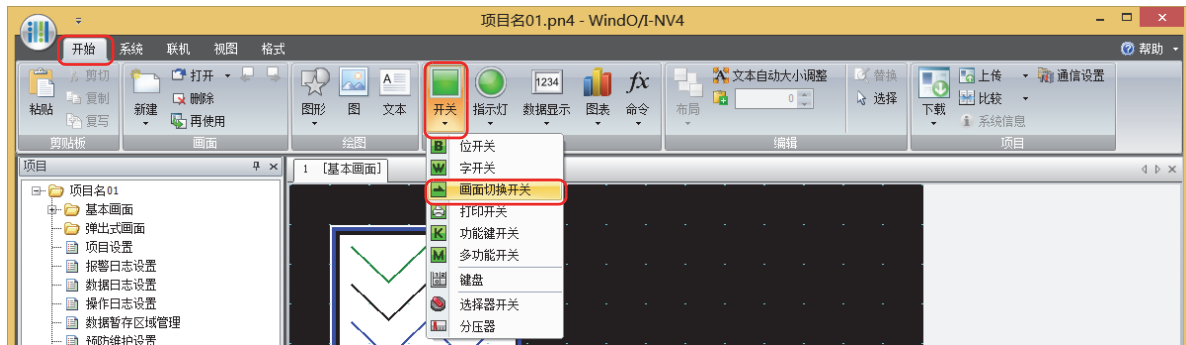 项目名01.pn4 - WindO/I-NV4
开始 系统 联机 视图 格式 帮助
粘贴 剪切 复制 复写
剪贴板
新建 打开 删除 再使用
画面
图形 图 文本
绘图
开关 指示灯 1234 数据显示 图表 fx 命令
布局 文本自动大小调整 0 替换 选择
编辑
下载 上传 比较 系统信息 通信设置
项目
项目
项目名01
基本画面
弹出式画面
项目设置
报警日志设置
数据日志设置
操作日志设置
数据暂存区域管理
预防维护设置
1 [基本画面]
B 位开关
W 字开关
画面切换开关
打印开关
K 功能键开关
M 多功能开关
键盘
选择器开关
分压器